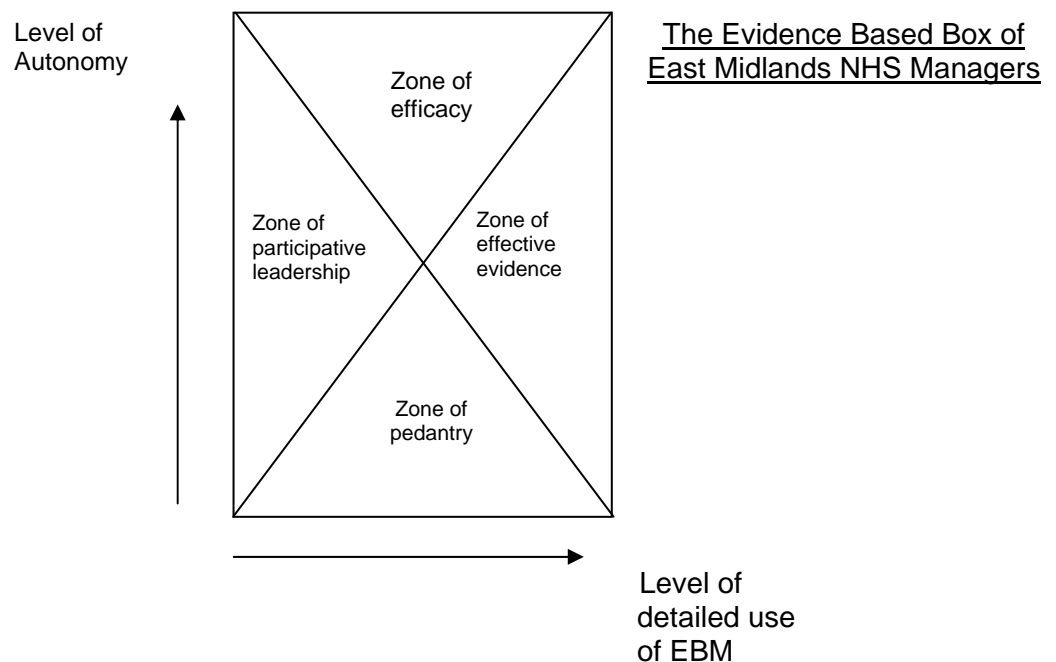 Level of
Autonomy
The Evidence Based Box of
East Midlands NHS Managers
Zone of
efficacy
Zone of
participative
leadership
Zone of
effective
evidence
Zone of
pedantry
Level of
detailed use
of EBM